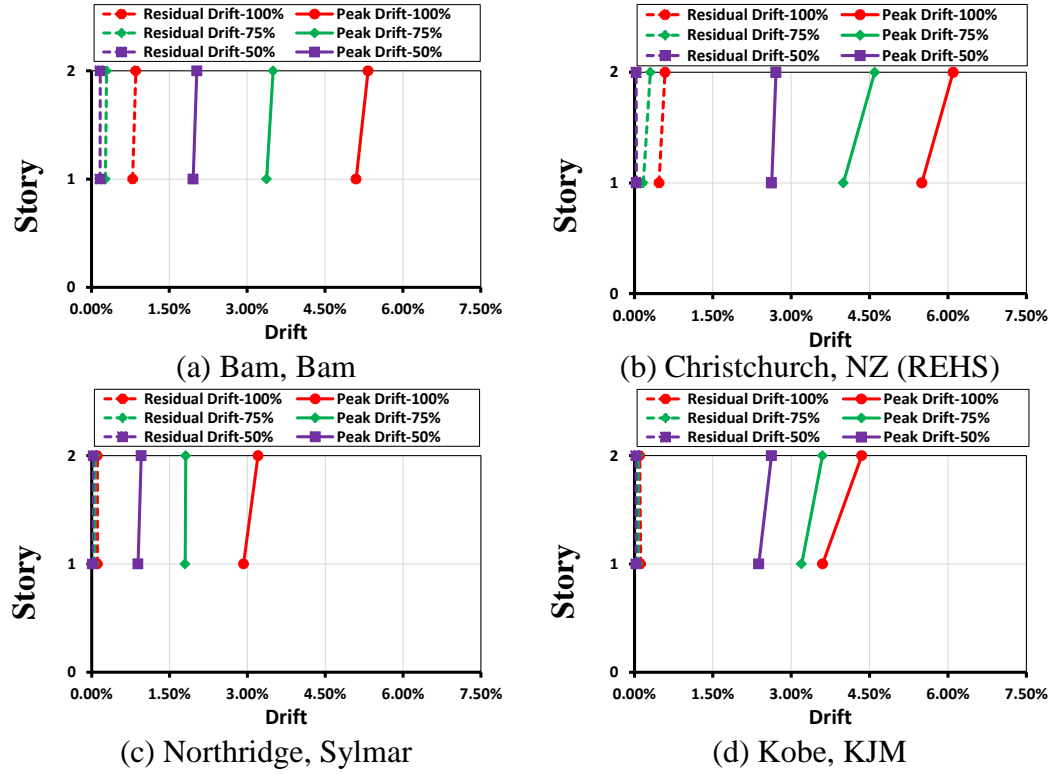 Residual Drift-100% Peak Drift-100%
Residual Drift-75% Peak Drift-75%
Residual Drift-50% Peak Drift-50%
2
1
0
Story
0.00% 1.50% 3.00% 4.50% 6.00% 7.50%
Drift
(a) Bam, Bam
Residual Drift-100% Peak Drift-100%
Residual Drift-75% Peak Drift-75%
Residual Drift-50% Peak Drift-50%
2
1
0
Story
0.00% 1.50% 3.00% 4.50% 6.00% 7.50%
Drift
(b) Christchurch, NZ (REHS)
Residual Drift-100% Peak Drift-100%
Residual Drift-75% Peak Drift-75%
Residual Drift-50% Peak Drift-50%
2
1
0
Story
0.00% 1.50% 3.00% 4.50% 6.00% 7.50%
Drift
(c) Northridge, Sylmar
Residual Drift-100% Peak Drift-100%
Residual Drift-75% Peak Drift-75%
Residual Drift-50% Peak Drift-50%
2
1
0
Story
0.00% 1.50% 3.00% 4.50% 6.00% 7.50%
Drift
(d) Kobe, KJM